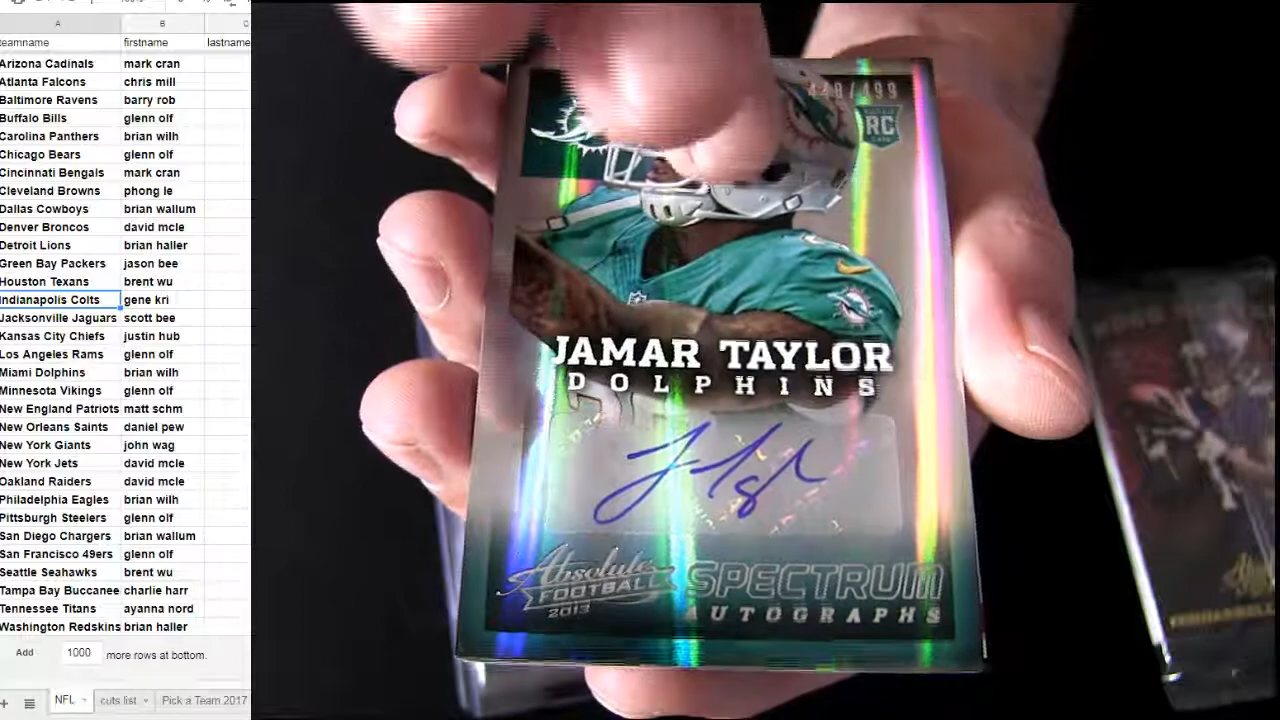 A B C
teamname firstname lastname
Arizona Cadinals mark cran
Atlanta Falcons chris mill
Baltimore Ravens barry rob
Buffalo Bills glenn olf
Carolina Panthers brian wilh
Chicago Bears glenn olf
Cincinnati Bengals mark cran
Cleveland Browns phong le
Dallas Cowboys brian wallum
Denver Broncos david mcle
Detroit Lions brian haller
Green Bay Packers jason bee
Houston Texans brent wu
Indianapolis Colts gene kri
Jacksonville Jaguars scott bee
Kansas City Chiefs justin hub
Los Angeles Rams glenn olf
Miami Dolphins brian wilh
Minnesota Vikings glenn olf
New England Patriots matt schm
New Orleans Saints daniel pew
New York Giants john wag
New York Jets david mcle
Oakland Raiders david mcle
Philadelphia Eagles brian wilh
Pittsburgh Steelers glenn olf
San Diego Chargers brian wallum
San Francisco 49ers glenn olf
Seattle Seahawks brent wu
Tampa Bay Buccanee charlie harr
Tennessee Titans ayanna nord
Washington Redskins brian haller
Add 1000 more rows at bottom.
NFL cuts list Pick a Team 2017
RC
JAMAR TAYLOR
DOLPHINS
Absolute
FOOTBALL
2013
SPECTRUM
AUTOGRAPHS